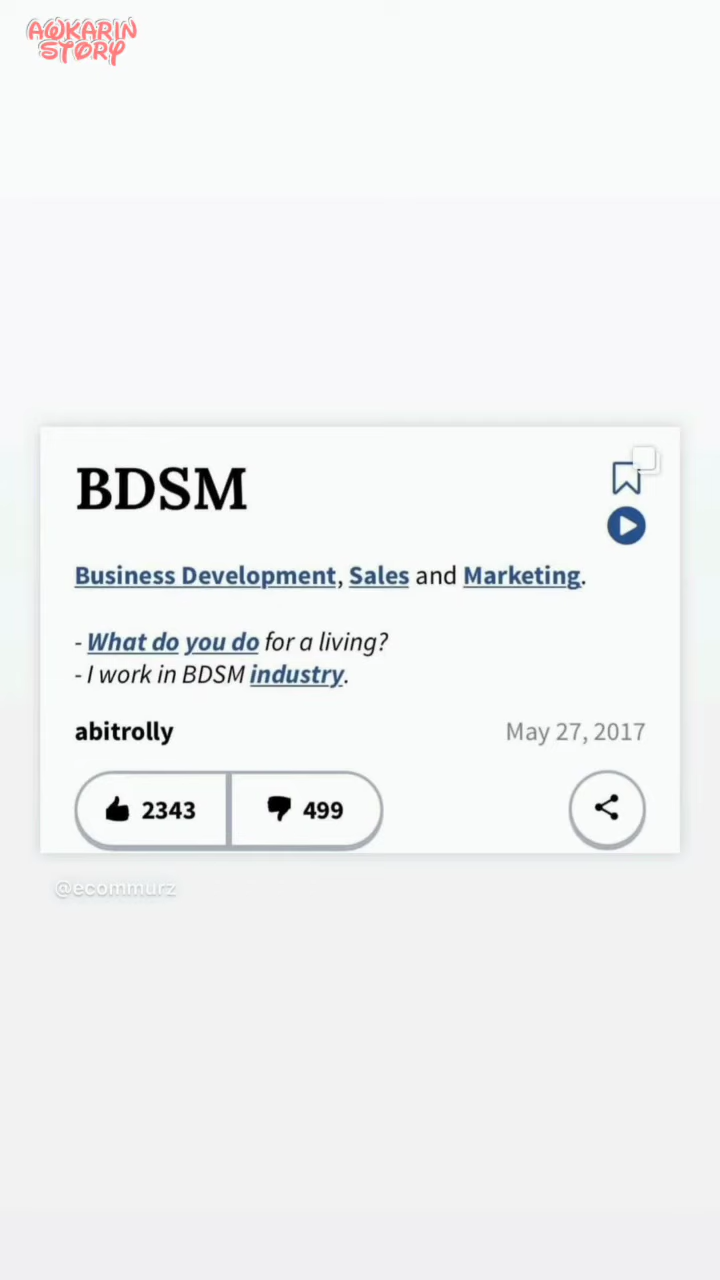 AWKARIN
STORY
BDSM
Business Development, Sales and Marketing.
- What do you do for a living?
- I work in BDSM industry.
abitrolly
May 27, 2017
2343
499
@ecommurz